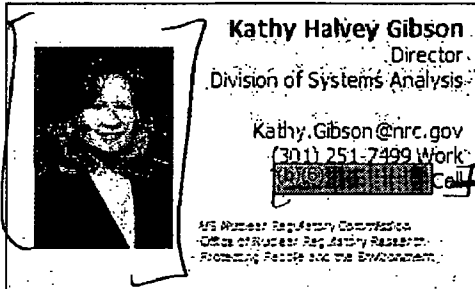 Kathy Halvey Gibson
Director
Division of Systems Analysis
Kathy.Gibson@nrc.gov
(301) 251-7499 Work
(b)(6) Cell
US Nuclear Regulatory Commission
Office of Nuclear Regulatory Research
Protecting People and the Environment